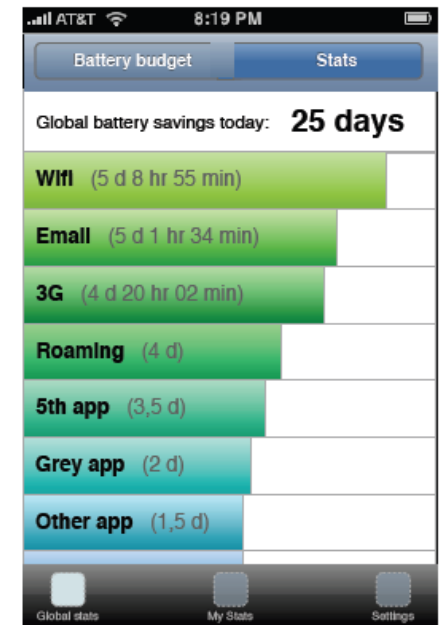 AT&T 8:19 PM
Battery budget Stats
Global battery savings today: 25 days
Wifi (5 d 8 hr 55 min)
Email (5 d 1 hr 34 min)
3G (4 d 20 hr 02 min)
Roaming (4 d)
5th app (3,5 d)
Grey app (2 d)
Other app (1,5 d)
Global stats My Stats Settings